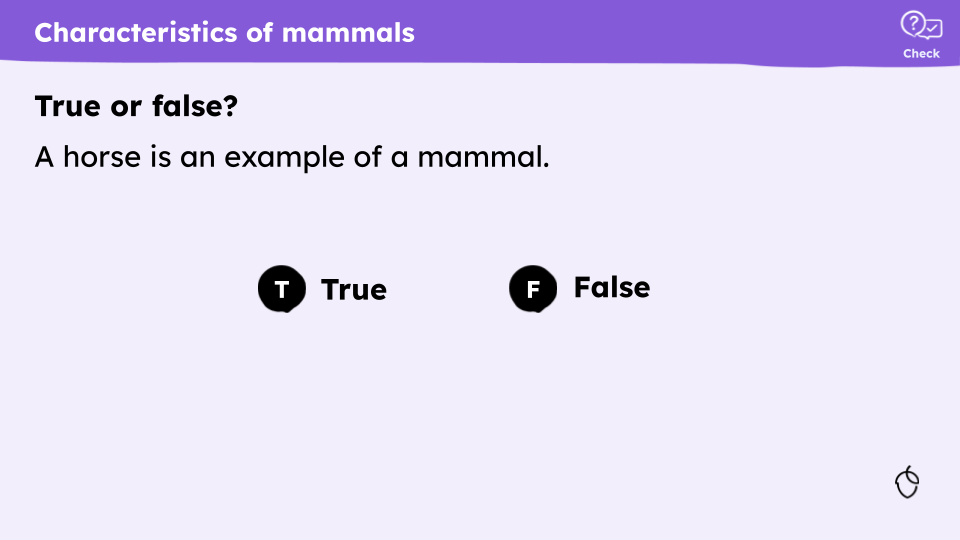 Characteristics of mammals
Check
True or false?
A horse is an example of a mammal.
T True
F False